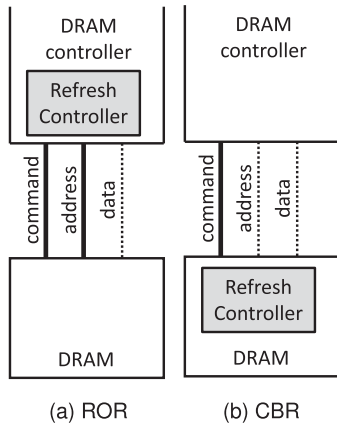 DRAM
controller
Refresh
Controller
command
address
data
DRAM
(a) ROR
DRAM
controller
command
address
data
Refresh
Controller
DRAM
(b) CBR